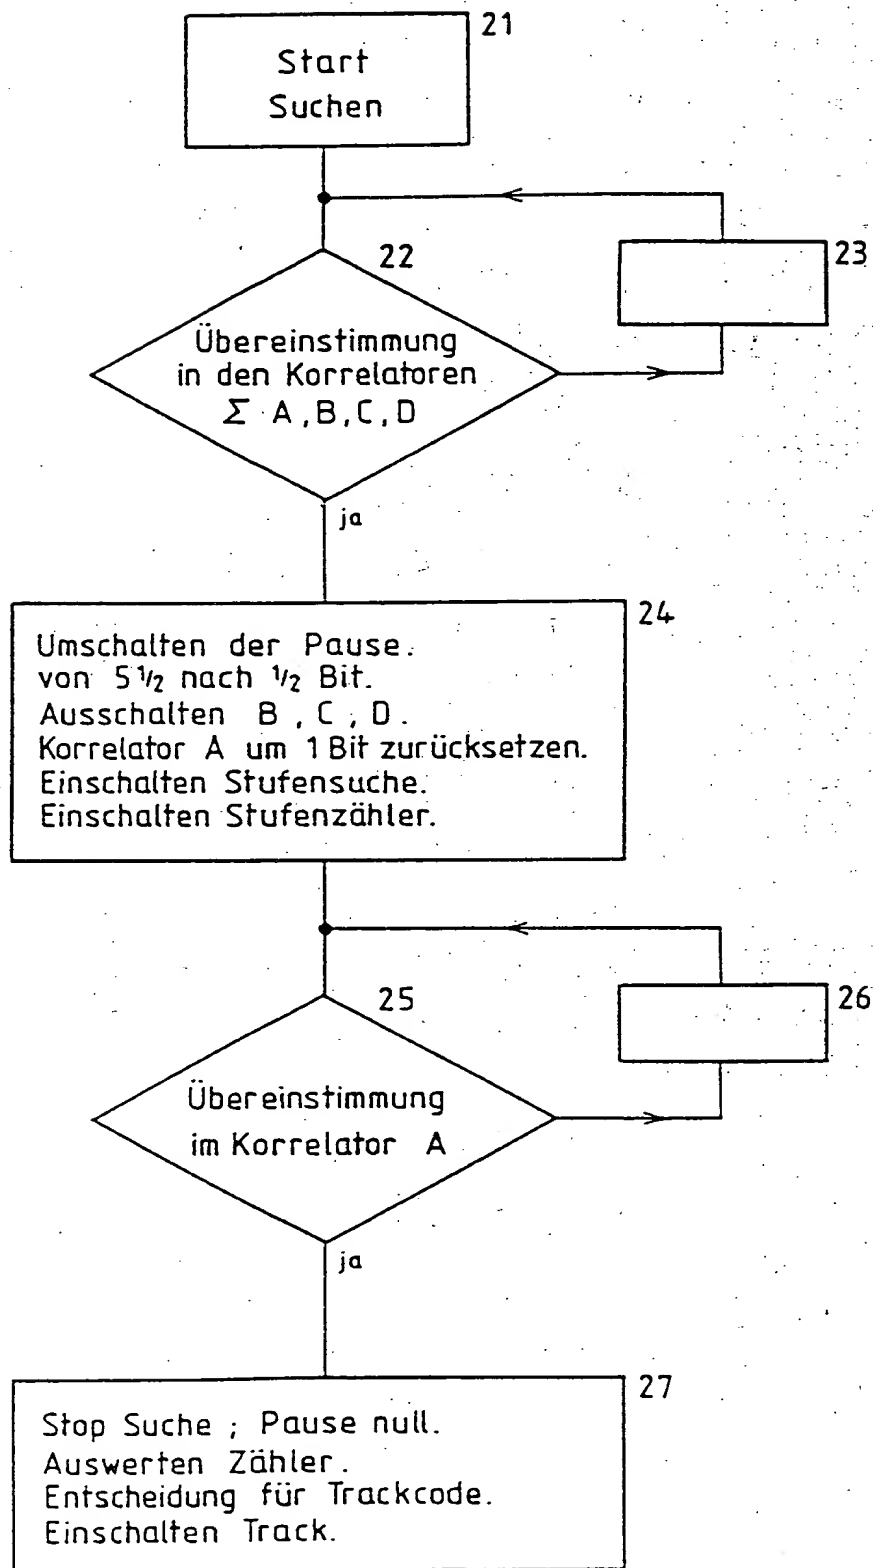 21
Start
Suchen
22
23
Übereinstimmung
in den Korrelatoren
Σ A, B, C, D
ja
24
Umschalten der Pause.
von 5 1/2 nach 1/2 Bit.
Ausschalten B, C, D.
Korrelator A um 1 Bit zurücksetzen.
Einschalten Stufensuche.
Einschalten Stufenzähler.
25
26
Übereinstimmung
im Korrelator A
ja
27
Stop Suche ; Pause null.
Auswerten Zähler.
Entscheidung für Trackcode.
Einschalten Track.